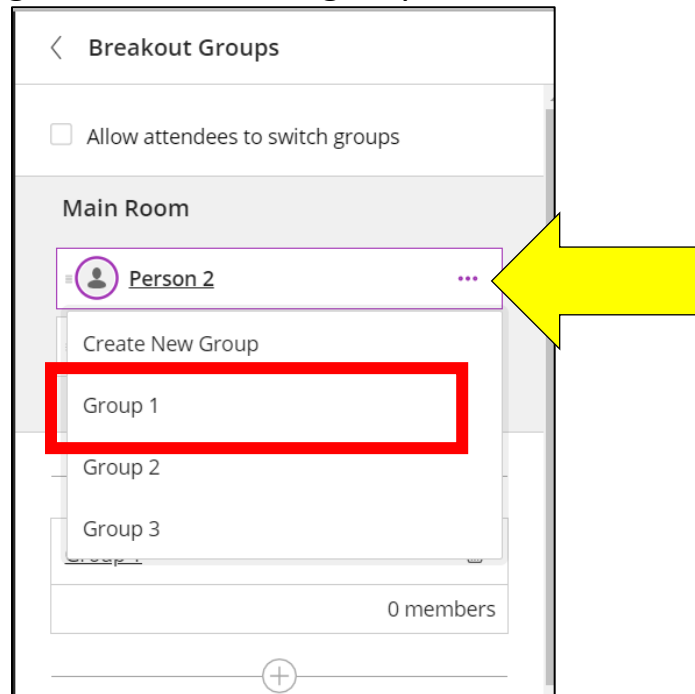 Breakout Groups
Allow attendees to switch groups
Main Room
Person 2
Create New Group
Group 1
Group 2
Group 3
0 members